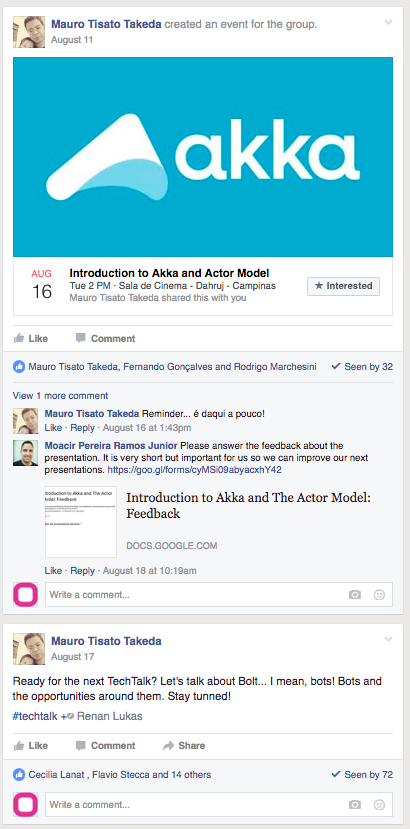 Mauro Tisato Takeda created an event for the group.
August 11
akka
AUG
16
Introduction to Akka and Actor Model
Tue 2 PM · Sala de Cinema - Dahruj - Campinas
Mauro Tisato Takeda shared this with you
★ Interested
Like Comment
Mauro Tisato Takeda, Fernando Gonçalves and Rodrigo Marchesini
Seen by 32
View 1 more comment
Mauro Tisato Takeda Reminder... é daqui a pouco!
Like · Reply · August 16 at 1:43pm
Moacir Pereira Ramos Junior Please answer the feedback about the
presentation. It is very short but important for us so we can improve our next
presentations. https://goo.gl/forms/cyMSi09abyacxhY42
Introduction to Akka and The Actor
Model: Feedback
Introduction to Akka and The Actor Model:
Feedback
DOCS.GOOGLE.COM
Like · Reply · August 18 at 10:19am
Write a comment...
Mauro Tisato Takeda
August 17
Ready for the next TechTalk? Let's talk about Bolt... I mean, bots! Bots and
the opportunities around them. Stay tunned!
#techtalk + Renan Lukas
Like Comment Share
Cecilia Lanat , Flavio Stecca and 14 others
Seen by 72
Write a comment...